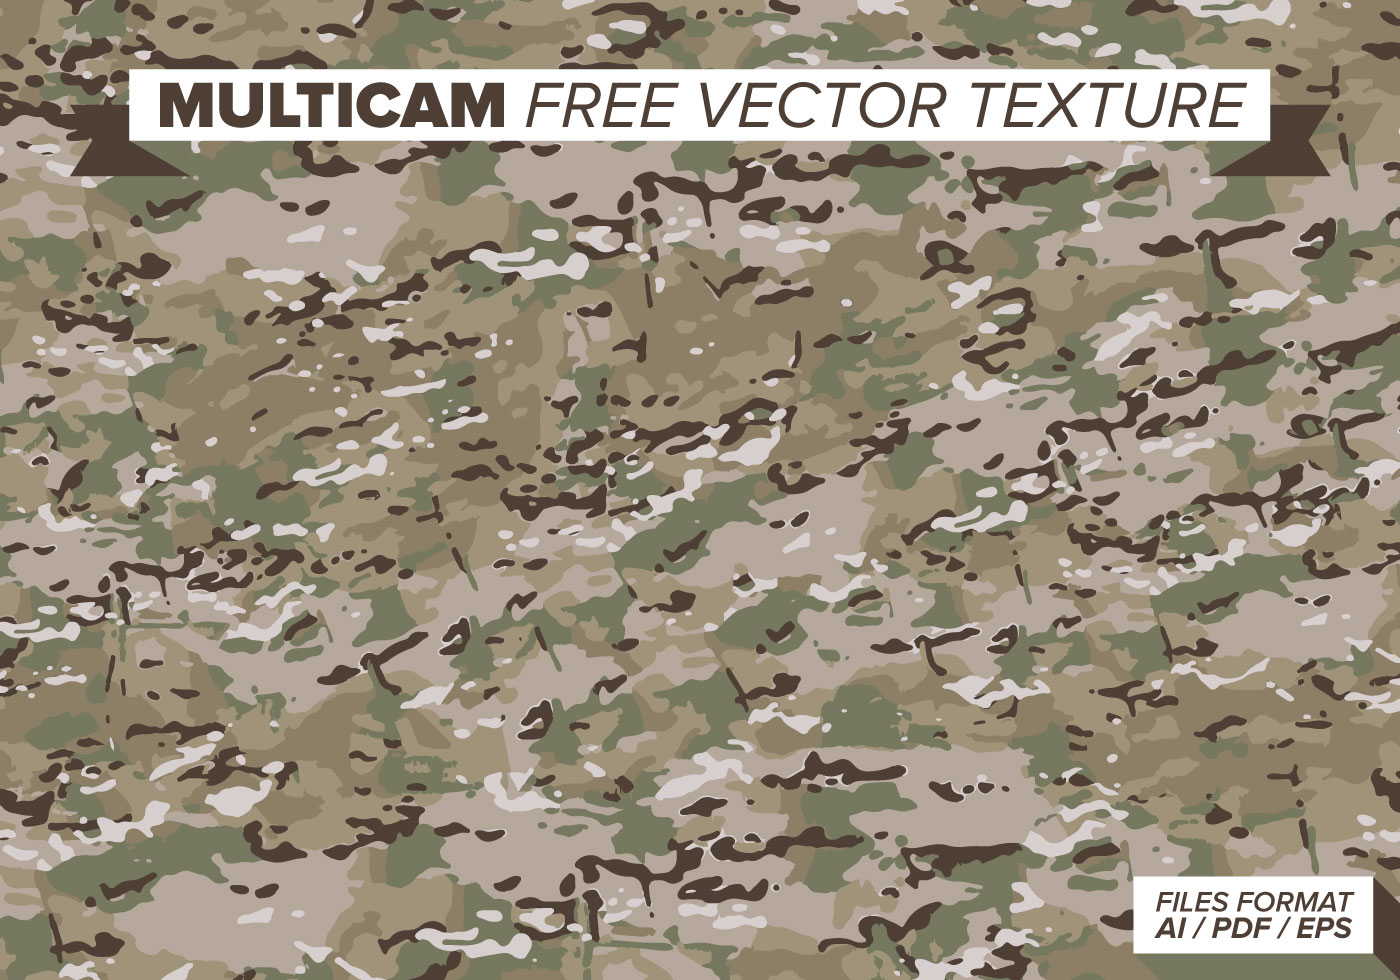 MULTICAM FREE VECTOR TEXTURE
FILES FORMAT
AI / PDF / EPS